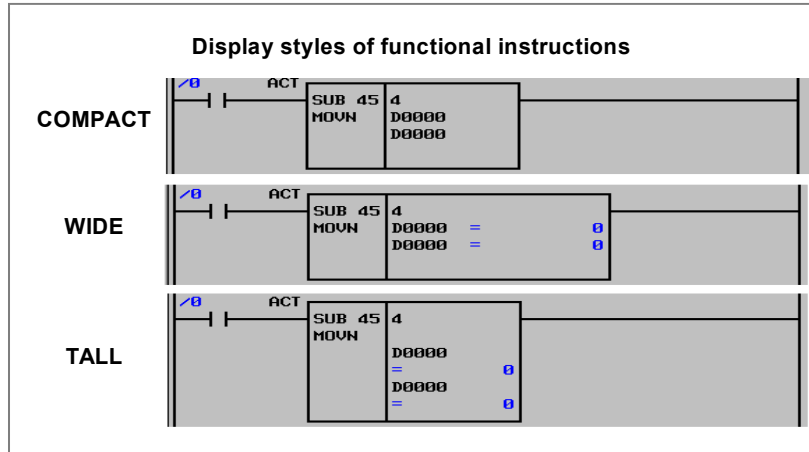 Display styles of functional instructions
COMPACT
/0 ACT
SUB 45 4
MOVN D0000
D0000
WIDE
/0 ACT
SUB 45 4
MOVN D0000 = 0
D0000 = 0
TALL
/0 ACT
SUB 45 4
MOVN
D0000
= 0
D0000
= 0